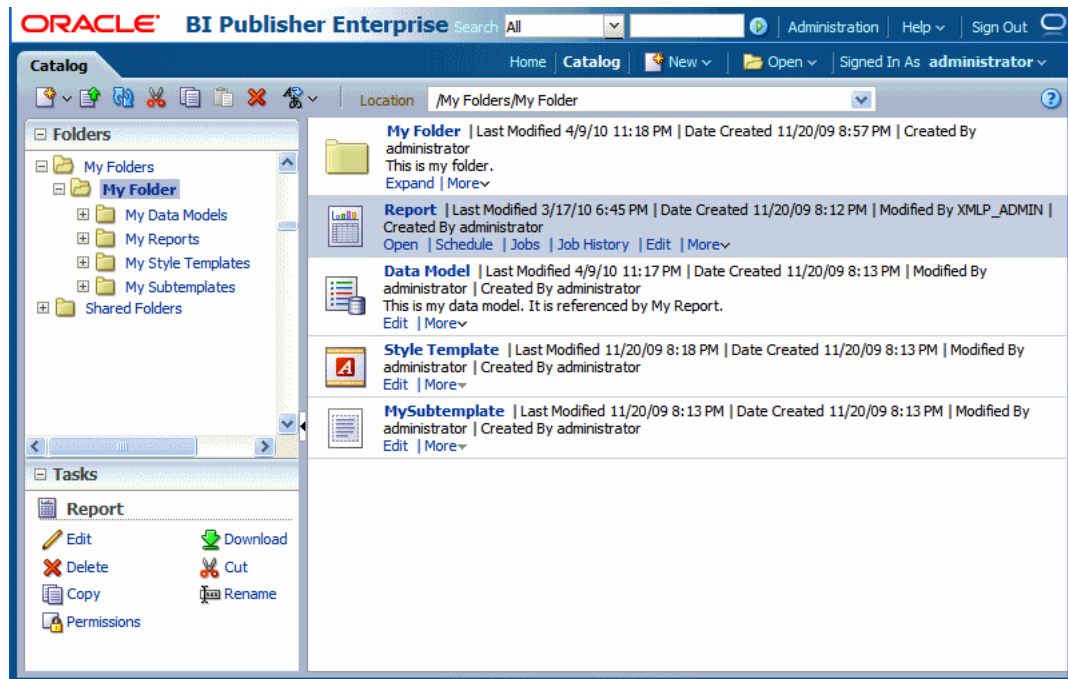 ORACLE BI Publisher Enterprise Search All Administration Help Sign Out
Catalog Home Catalog New Open Signed In As administrator
Location /My Folders/My Folder
Folders
My Folders
My Folder
My Data Models
My Reports
My Style Templates
My Subtemplates
Shared Folders
My Folder | Last Modified 4/9/10 11:18 PM | Date Created 11/20/09 8:57 PM | Created By
administrator
This is my folder.
Expand | More
Report | Last Modified 3/17/10 6:45 PM | Date Created 11/20/09 8:12 PM | Modified By XMLP_ADMIN |
Created By administrator
Open | Schedule | Jobs | Job History | Edit | More
Data Model | Last Modified 4/9/10 11:17 PM | Date Created 11/20/09 8:13 PM | Modified By
administrator | Created By administrator
This is my data model. It is referenced by My Report.
Edit | More
Style Template | Last Modified 11/20/09 8:18 PM | Date Created 11/20/09 8:13 PM | Modified By
administrator | Created By administrator
Edit | More
MySubtemplate | Last Modified 11/20/09 8:13 PM | Date Created 11/20/09 8:13 PM | Modified By
administrator | Created By administrator
Edit | More
Tasks
Report
Edit Download
Delete Cut
Copy Rename
Permissions